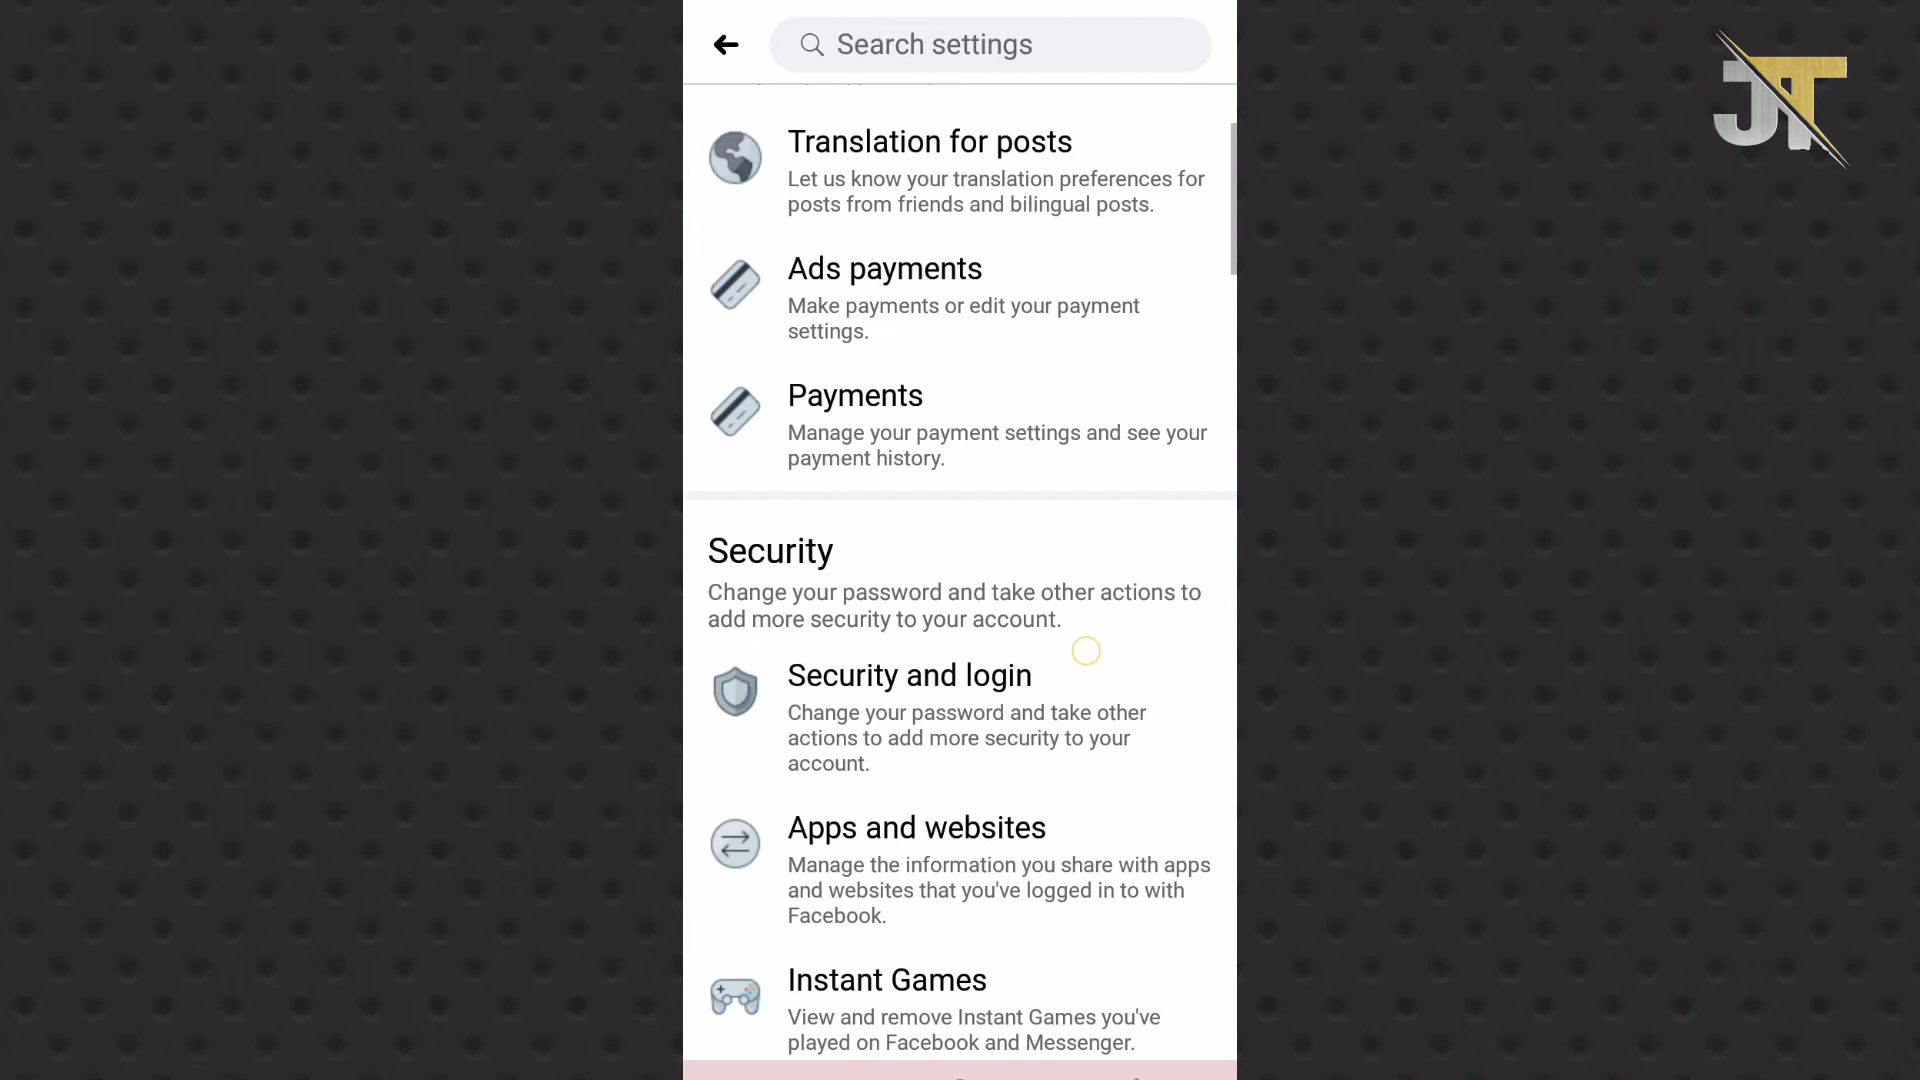 Search settings
JT
Translation for posts
Let us know your translation preferences for
posts from friends and bilingual posts.
Ads payments
Make payments or edit your payment
settings.
Payments
Manage your payment settings and see your
payment history.
Security
Change your password and take other actions to
add more security to your account.
Security and login
Change your password and take other
actions to add more security to your
account.
Apps and websites
Manage the information you share with apps
and websites that you've logged in to with
Facebook.
Instant Games
View and remove Instant Games you've
played on Facebook and Messenger.